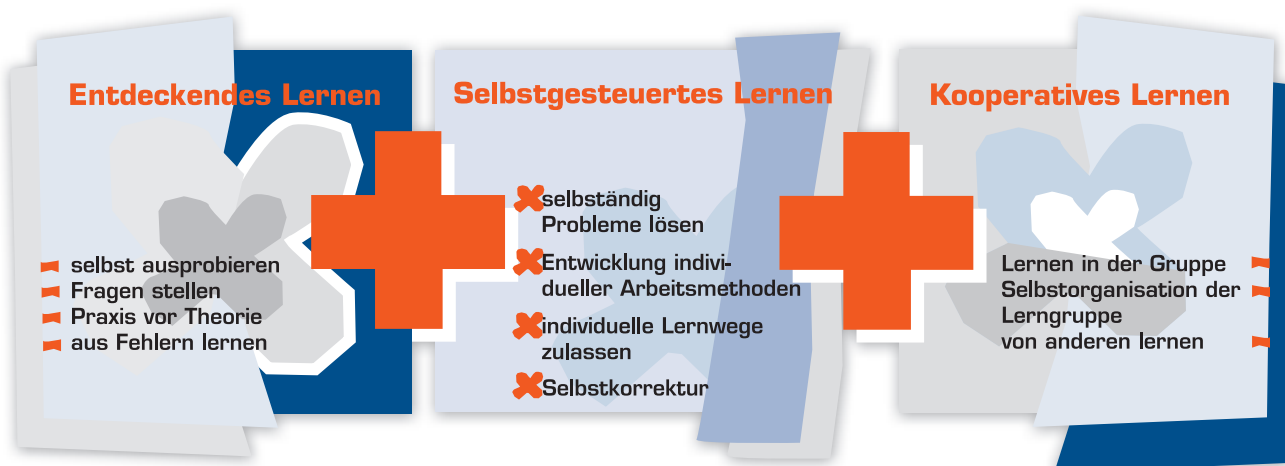 Entdeckendes Lernen
selbst ausprobieren
Fragen stellen
Praxis vor Theorie
aus Fehlern lernen
Selbstgesteuertes Lernen
selbständig
Probleme lösen
Entwicklung indivi-
dueller Arbeitsmethoden
individuelle Lernwege
zulassen
Selbstkorrektur
Kooperatives Lernen
Lernen in der Gruppe
Selbstorganisation der
Lerngruppe
von anderen lernen